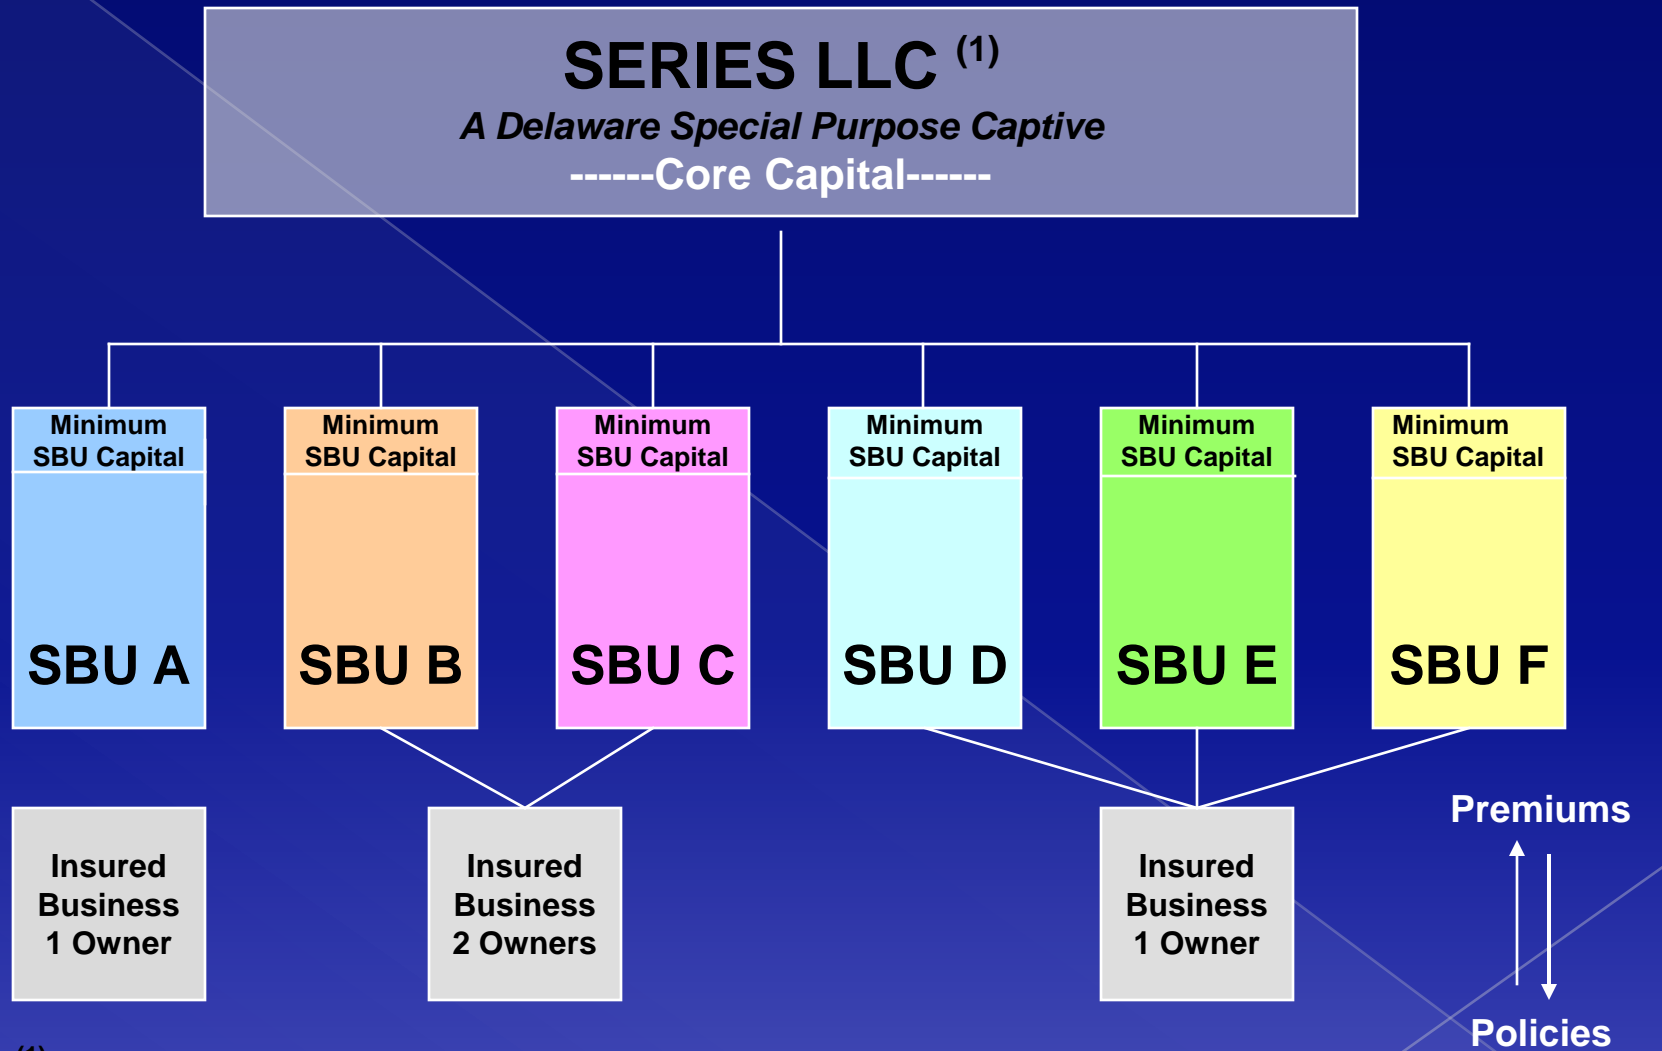 SERIES LLC (1)
A Delaware Special Purpose Captive
------Core Capital------
Minimum
SBU Capital
SBU A
Minimum
SBU Capital
SBU B
Minimum
SBU Capital
SBU C
Minimum
SBU Capital
SBU D
Minimum
SBU Capital
SBU E
Minimum
SBU Capital
SBU F
Insured
Business
1 Owner
Insured
Business
2 Owners
Insured
Business
1 Owner
Premiums
Policies
(1)